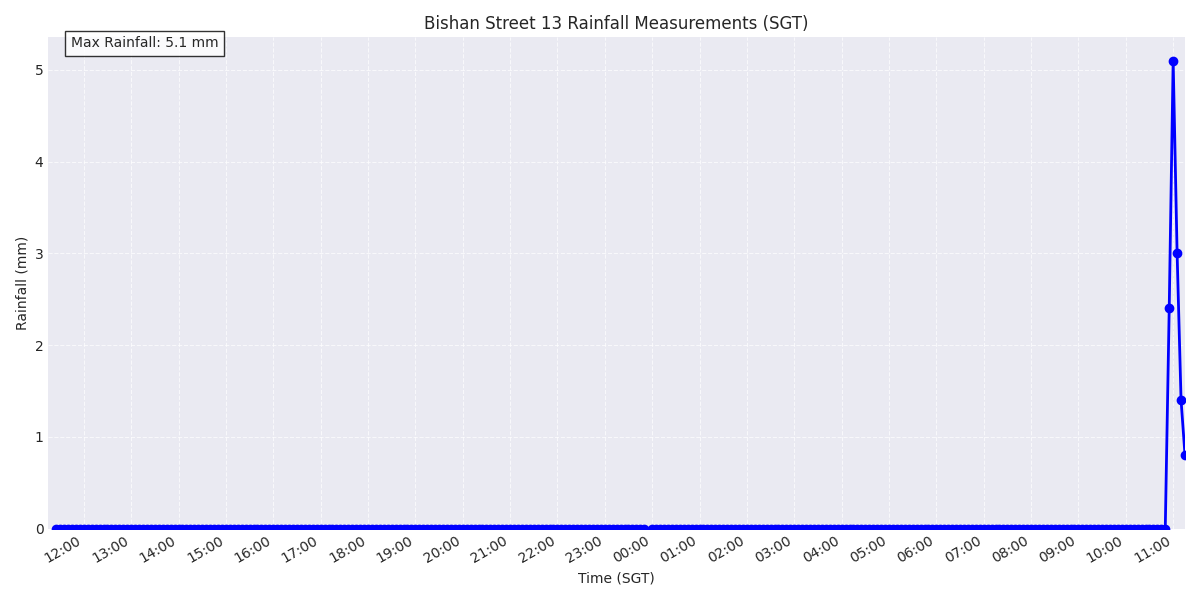 Bishan Street 13 Rainfall Measurements (SGT)
Max Rainfall: 5.1 mm
Rainfall (mm)
5
4
3
2
1
0
12:00 13:00 14:00 15:00 16:00 17:00 18:00 19:00 20:00 21:00 22:00 23:00 00:00 01:00 02:00 03:00 04:00 05:00 06:00 07:00 08:00 09:00 10:00 11:00
Time (SGT)